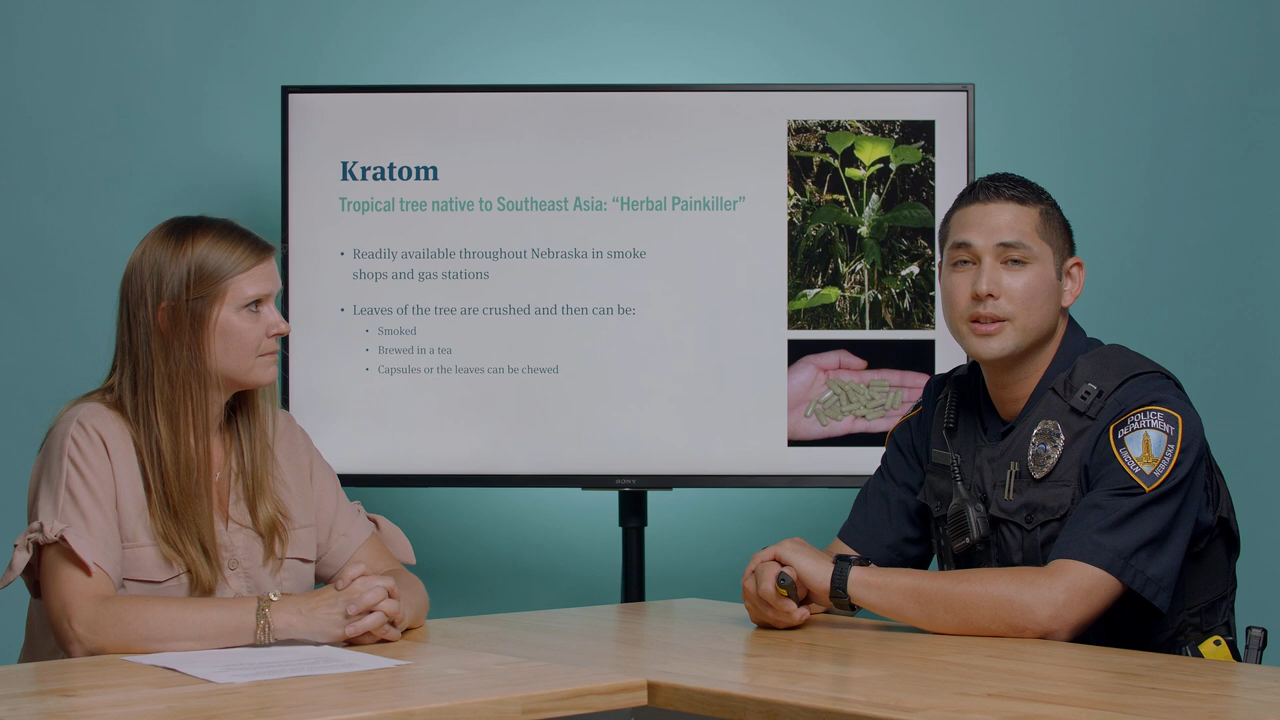 Kratom
Tropical tree native to Southeast Asia: “Herbal Painkiller”
• Readily available throughout Nebraska in smoke
shops and gas stations
• Leaves of the tree are crushed and then can be:
• Smoked
• Brewed in a tea
• Capsules or the leaves can be chewed
SONY
POLICE
DEPARTMENT
LINCOLN
NEBRASKA